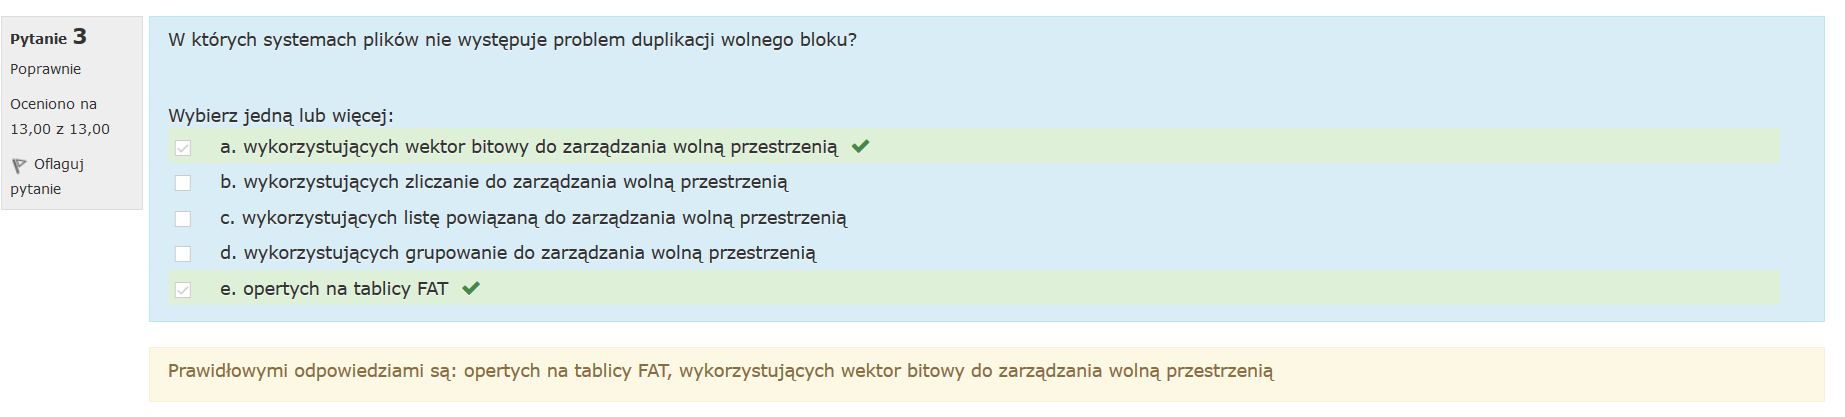 Pytanie 3
Poprawnie
Oceniono na
13,00 z 13,00
Oflaguj
pytanie
W których systemach plików nie występuje problem duplikacji wolnego bloku?
Wybierz jedną lub więcej:
a. wykorzystujących wektor bitowy do zarządzania wolną przestrzenią
b. wykorzystujących zliczanie do zarządzania wolną przestrzenią
c. wykorzystujących listę powiązaną do zarządzania wolną przestrzenią
d. wykorzystujących grupowanie do zarządzania wolną przestrzenią
e. opertych na tablicy FAT
Prawidłowymi odpowiedziami są: opertych na tablicy FAT, wykorzystujących wektor bitowy do zarządzania wolną przestrzenią